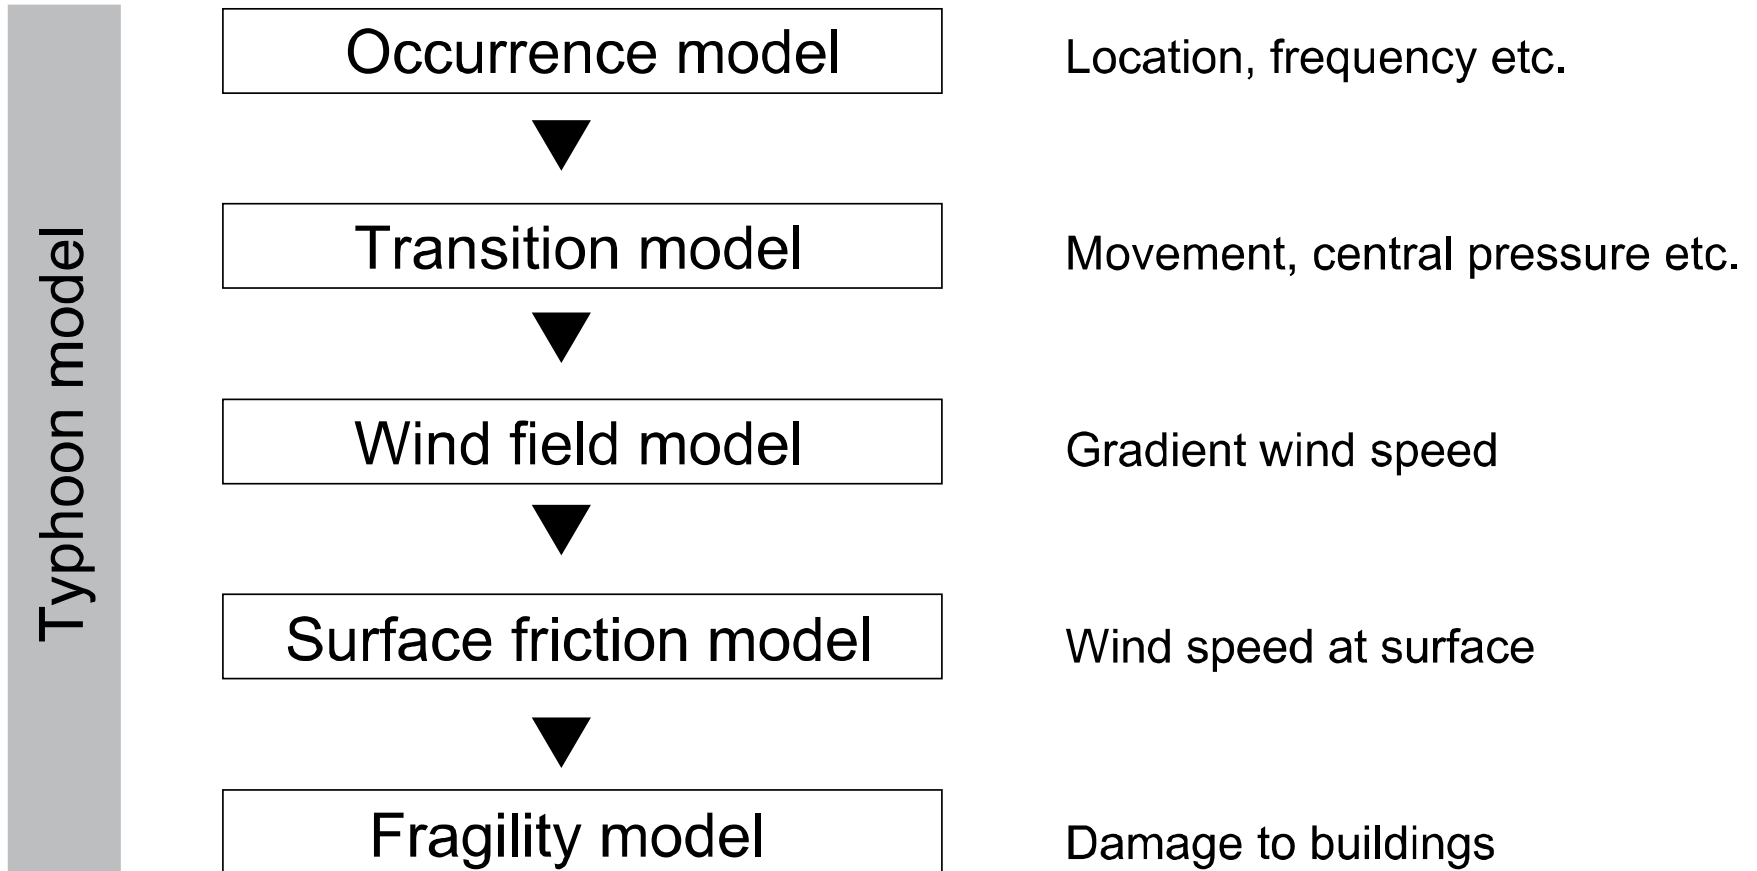 Typhoon model
Occurrence model
Location, frequency etc.
Transition model
Movement, central pressure etc.
Wind field model
Gradient wind speed
Surface friction model
Wind speed at surface
Fragility model
Damage to buildings